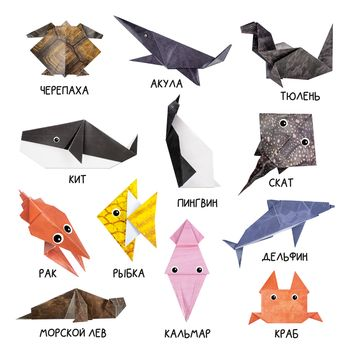 ЧЕРЕПАХА
АКУЛА
ТЮЛЕНЬ
КИТ
ПИНГВИН
СКАТ
РАК
РЫБКА
ДЕЛЬФИН
МОРСКОЙ ЛЕВ
КАЛЬМАР
КРАБ